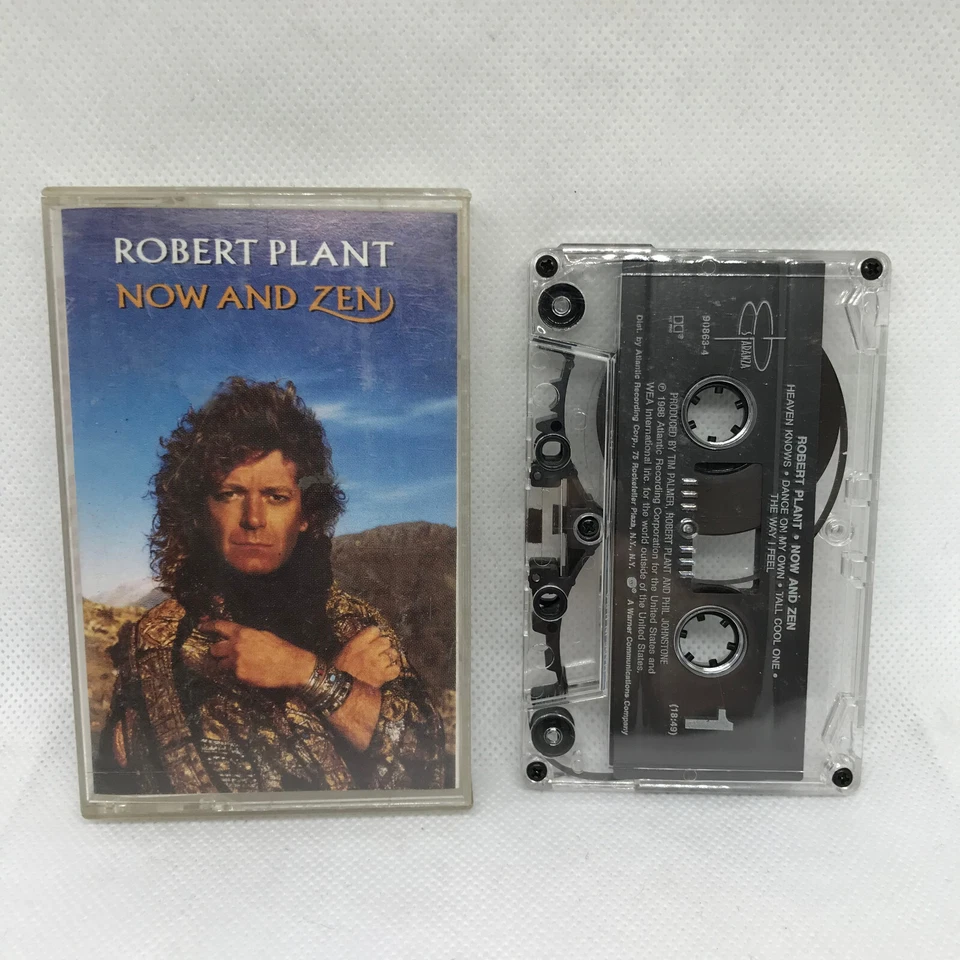 ROBERT PLANT
NOW AND ZEN
ROBERT PLANT • NOW AND ZEN
HEAVEN KNOWS • DANCE ON MY OWN • TALL COOL ONE •
THE WAY I FEEL
ESPARANZA
90863-4
1
(18:49)
PRODUCED BY TIM PALMER, ROBERT PLANT AND PHIL JOHNSTONE
℗ 1988 Atlantic Recording Corporation for the United States and
WEA International Inc. for the world outside of the United States.
Dist. by Atlantic Recording Corp., 75 Rockefeller Plaza, N.Y., N.Y. A Warner Communications Company